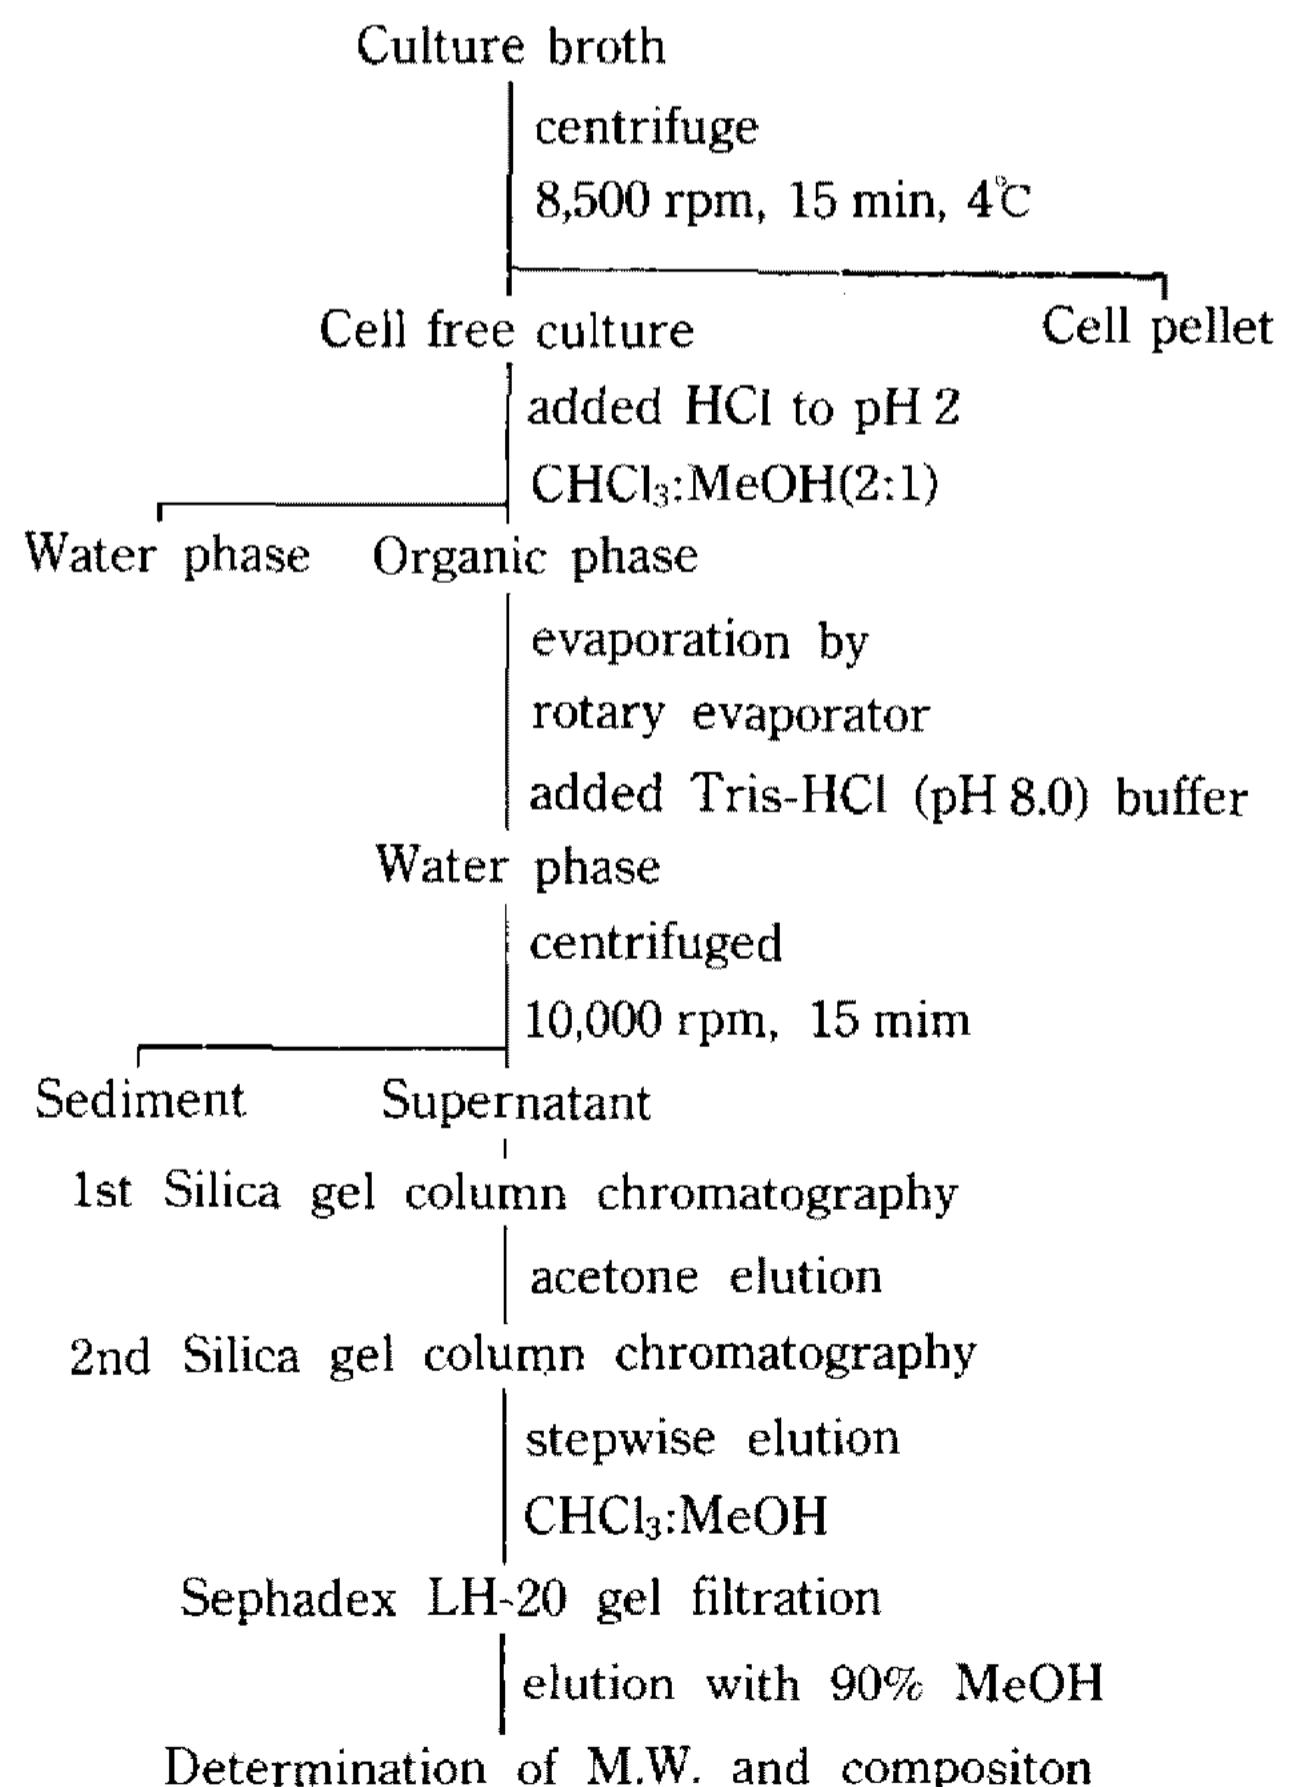 Culture broth
centrifuge
8,500 rpm, 15 min, 4℃
Cell free culture Cell pellet
added HCl to pH 2
CHCl₃:MeOH(2:1)
Water phase Organic phase
evaporation by
rotary evaporator
added Tris-HCl (pH 8.0) buffer
Water phase
centrifuged
10,000 rpm, 15 mim
Sediment Supernatant
1st Silica gel column chromatography
acetone elution
2nd Silica gel column chromatography
stepwise elution
CHCl₃:MeOH
Sephadex LH-20 gel filtration
elution with 90% MeOH
Determination of M.W. and compositon